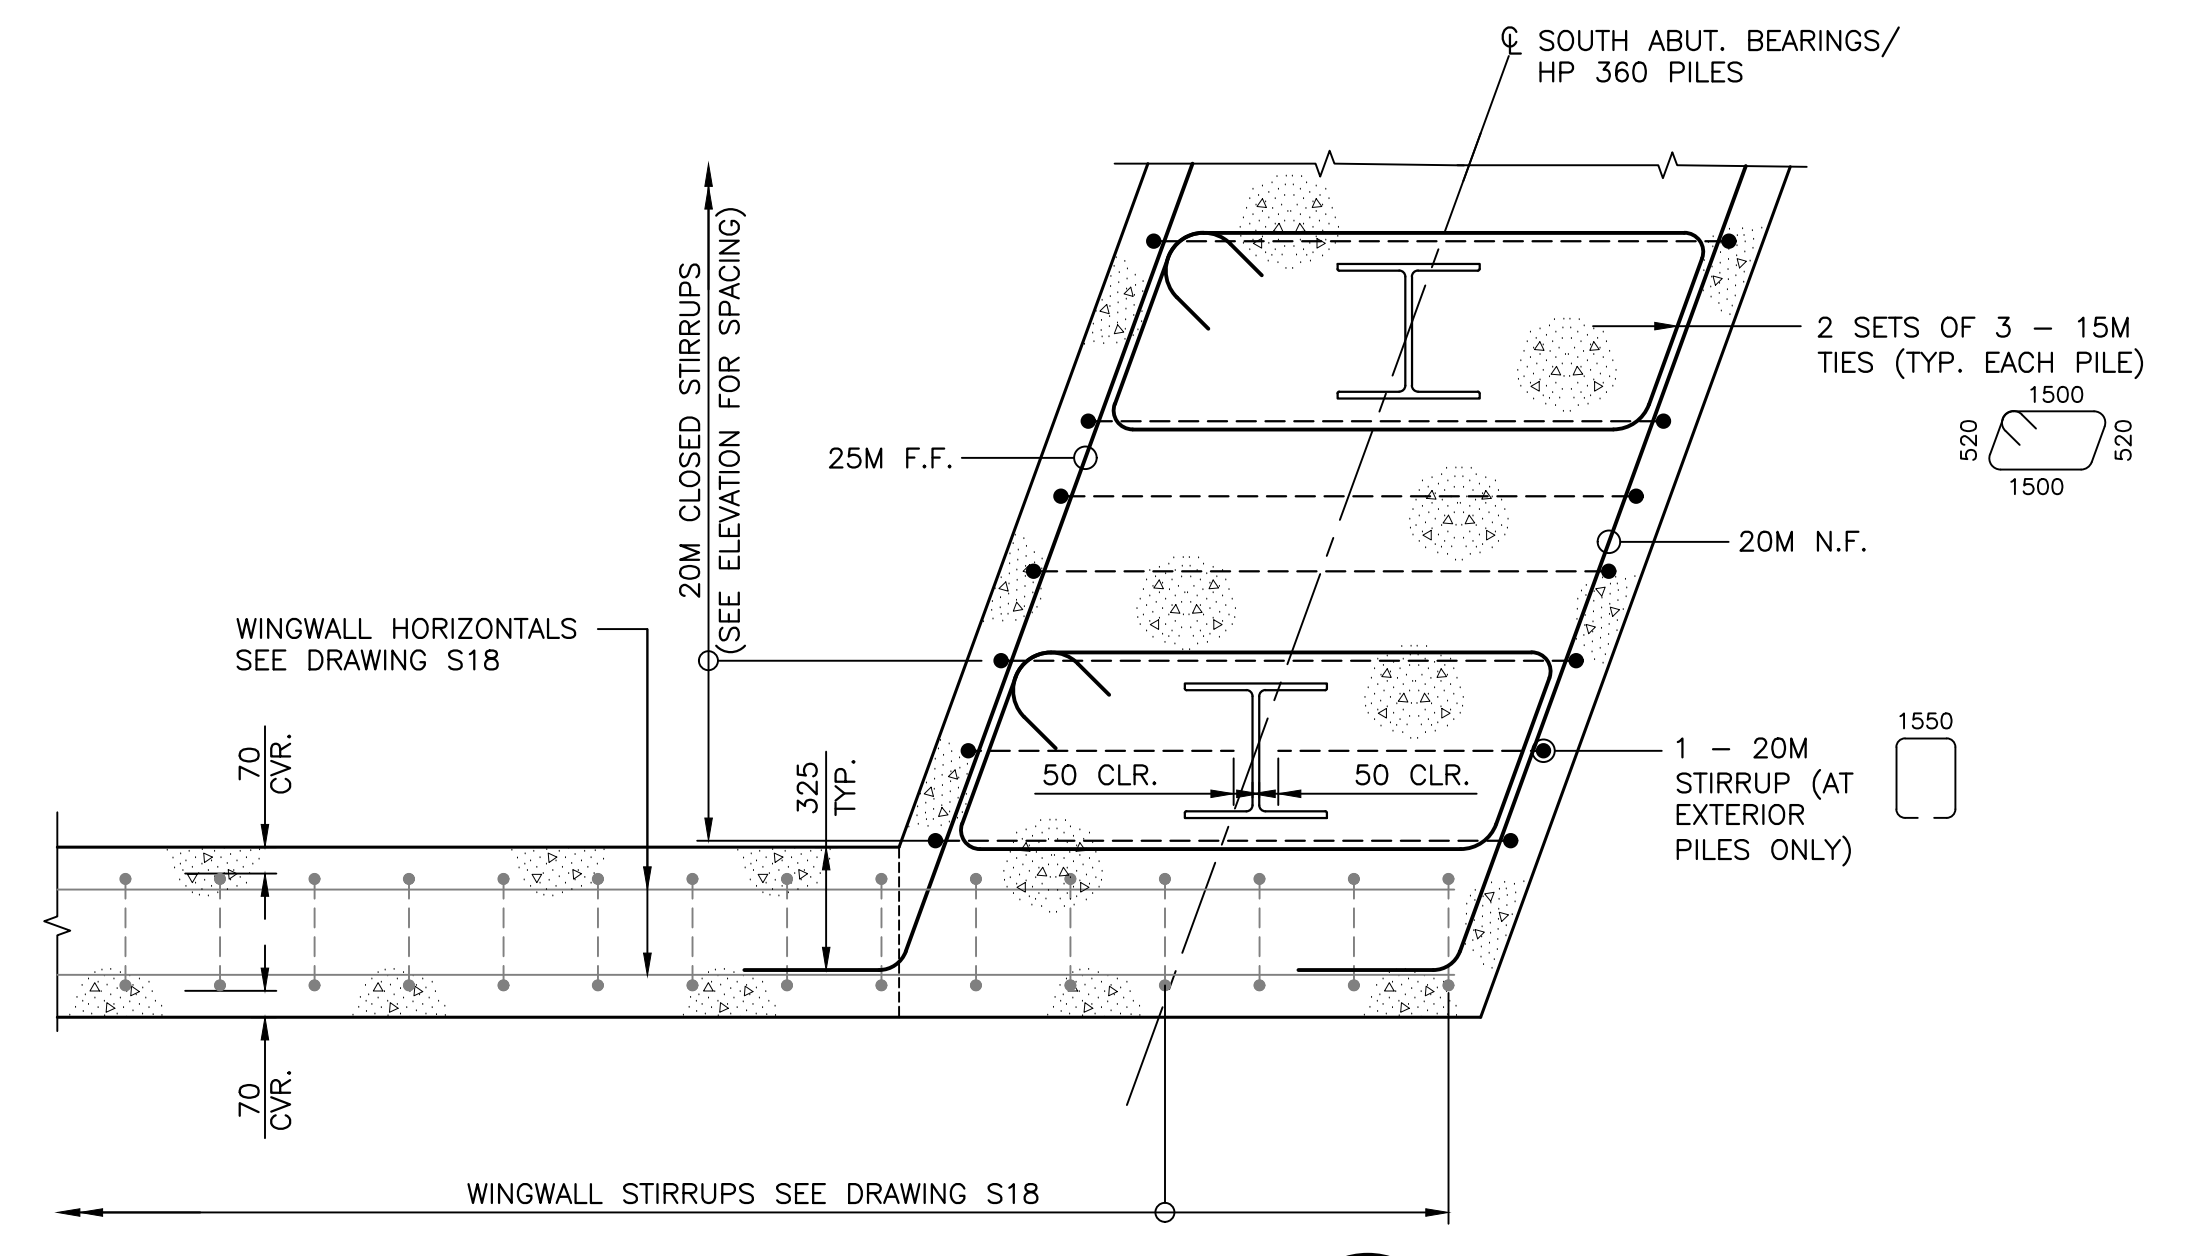 ℄ SOUTH ABUT. BEARINGS/
HP 360 PILES
20M CLOSED STIRRUPS
(SEE ELEVATION FOR SPACING)
2 SETS OF 3 – 15M
TIES (TYP. EACH PILE)
1500
520
520
1500
25M F.F.
20M N.F.
WINGWALL HORIZONTALS
SEE DRAWING S18
1550
1 – 20M
STIRRUP (AT
EXTERIOR
PILES ONLY)
70
CVR.
325
TYP.
50 CLR.
50 CLR.
70
CVR.
WINGWALL STIRRUPS SEE DRAWING S18